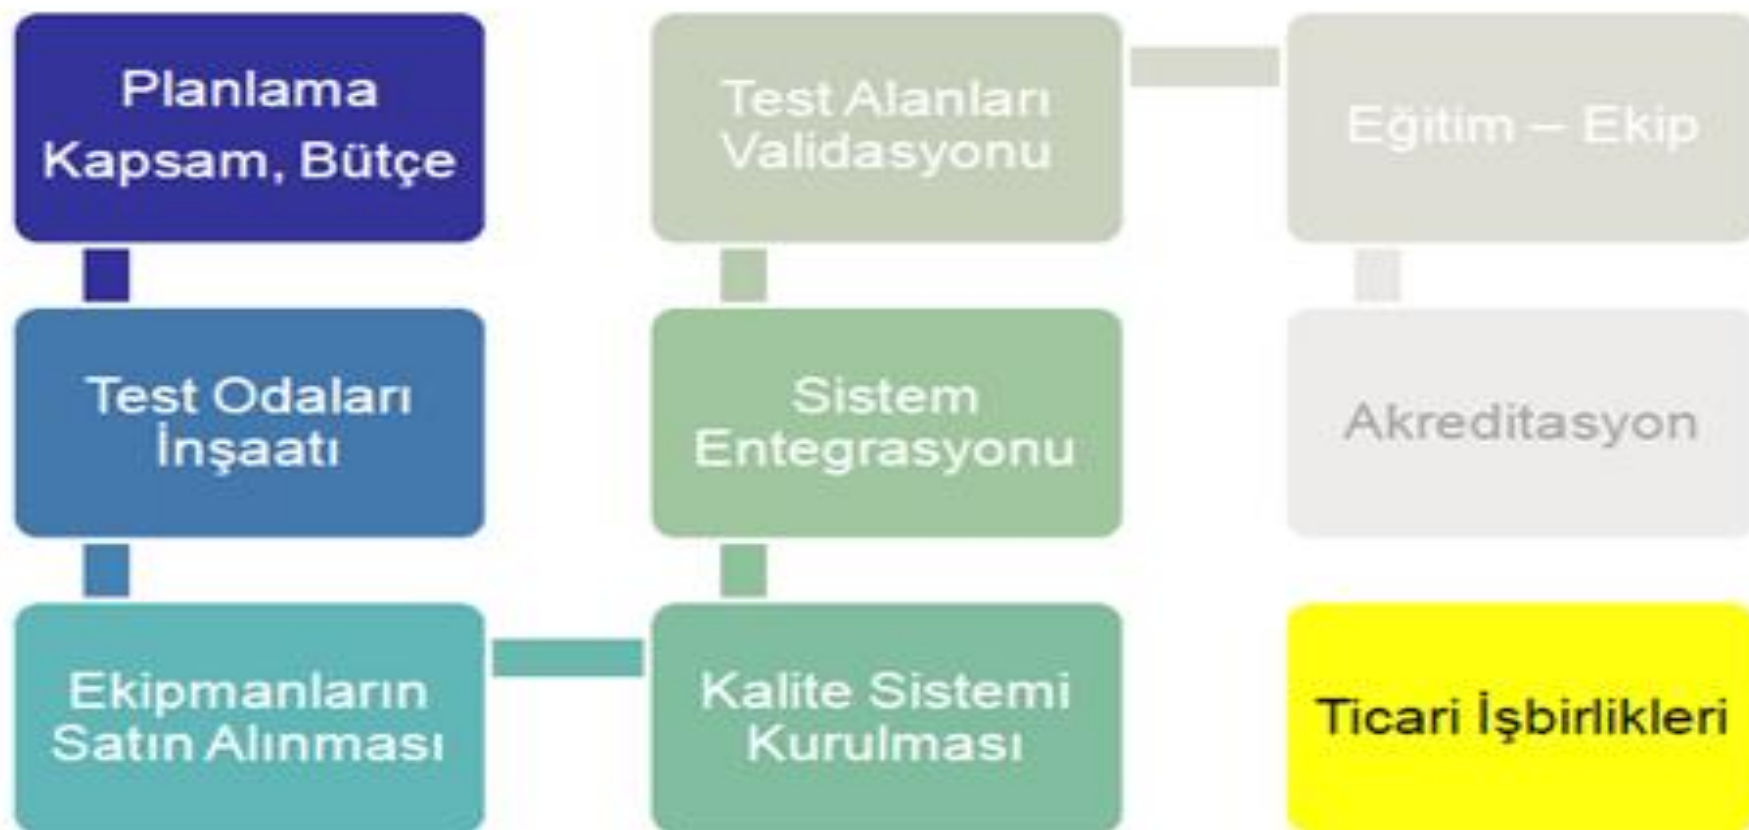 Planlama
Kapsam, Bütçe
Test Odaları
İnşaatı
Ekipmanların
Satın Alınması
Kalite Sistemi
Kurulması
Sistem
Entegrasyonu
Test Alanları
Validasyonu
Eğitim – Ekip
Akreditasyon
Ticari İşbirlikleri